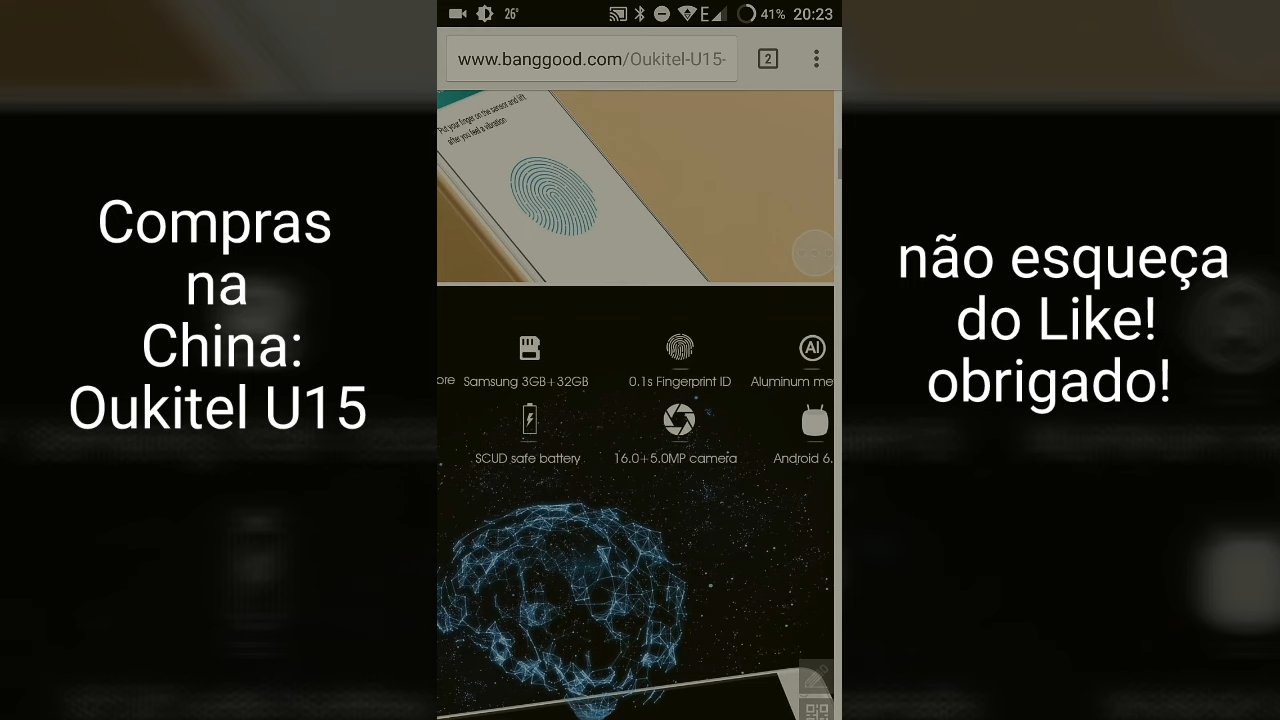 26°
E
41%
20:23
www.banggood.com/Oukitel-U15-
2
Put your finger on the sensor and lift
after you feel a vibration
Compras
na
China:
Oukitel U15
não esqueça
do Like!
obrigado!
AI
ore
Samsung 3GB+32GB
0.1s Fingerprint ID
Aluminum me
SCUD safe battery
16.0+5.0MP camera
Android 6.